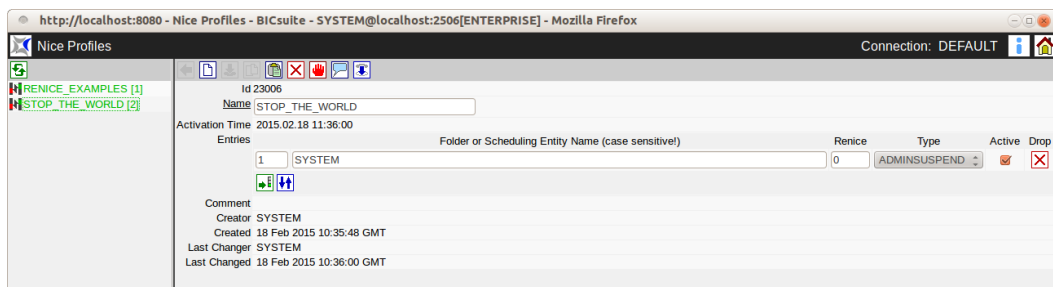 http://localhost:8080 - Nice Profiles - BICsuite - SYSTEM@localhost:2506[ENTERPRISE] - Mozilla Firefox
Nice Profiles Connection: DEFAULT
RENICE_EXAMPLES [1]
STOP_THE_WORLD [2]
Id 23006
Name STOP_THE_WORLD
Activation Time 2015.02.18 11:36:00
Entries Folder or Scheduling Entity Name (case sensitive!) Renice Type Active Drop
1 SYSTEM 0 ADMINSUSPEND
Comment
Creator SYSTEM
Created 18 Feb 2015 10:35:48 GMT
Last Changer SYSTEM
Last Changed 18 Feb 2015 10:36:00 GMT